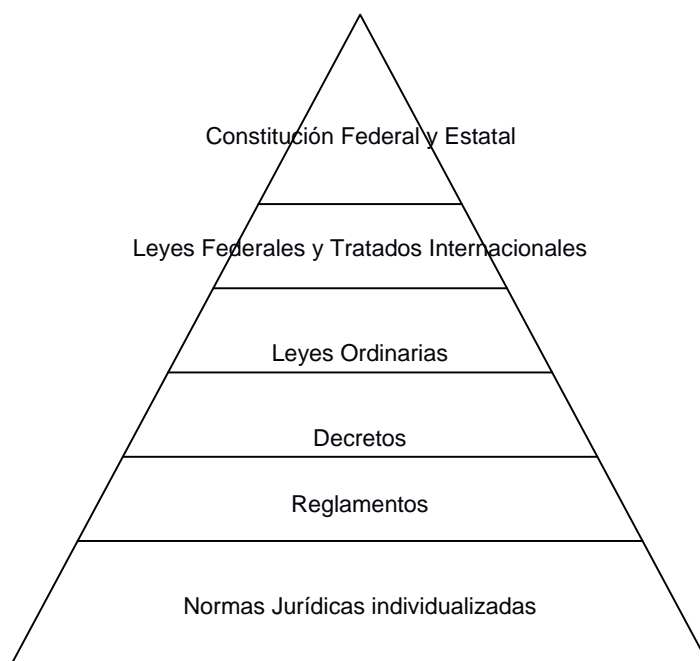 Constitución Federal y Estatal
Leyes Federales y Tratados Internacionales
Leyes Ordinarias
Decretos
Reglamentos
Normas Jurídicas individualizadas